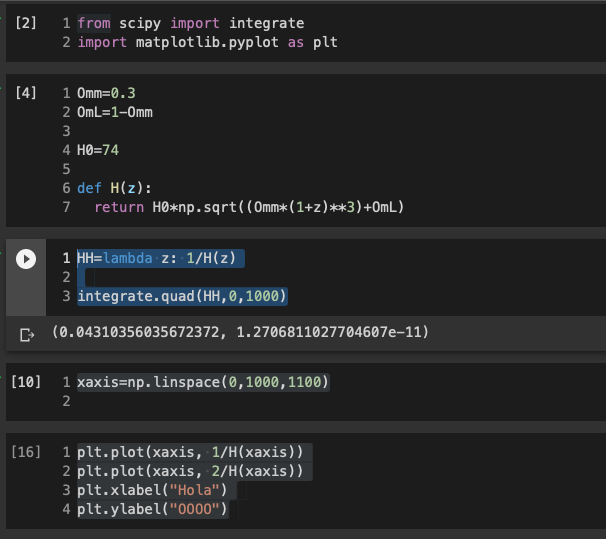 [2] 1 from scipy import integrate
2 import matplotlib.pyplot as plt
[4] 1 Omm=0.3
2 OmL=1-Omm
3
4 H0=74
5
6 def H(z):
7   return H0*np.sqrt((Omm*(1+z)**3)+OmL)
1 HH=lambda z: 1/H(z)
2
3 integrate.quad(HH,0,1000)
(0.04310356035672372, 1.2706811027704607e-11)
[10] 1 xaxis=np.linspace(0,1000,1100)
2
[16] 1 plt.plot(xaxis, 1/H(xaxis))
2 plt.plot(xaxis, 2/H(xaxis))
3 plt.xlabel("Hola")
4 plt.ylabel("OOOO")